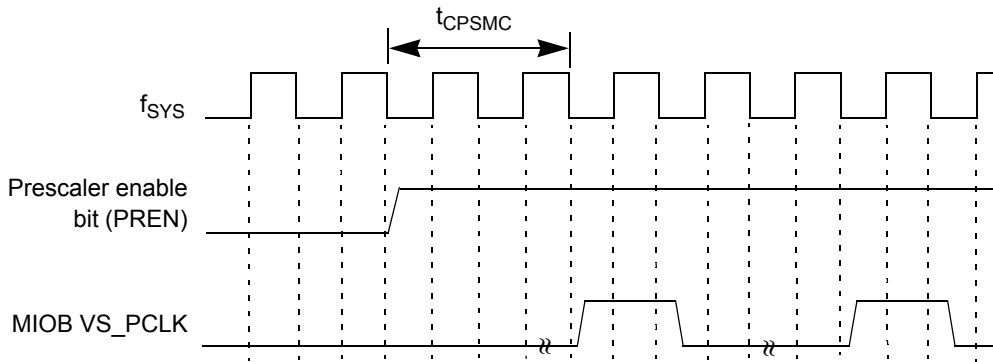 tCPSMC
fSYS
Prescaler enable
bit (PREN)
MIOB VS_PCLK